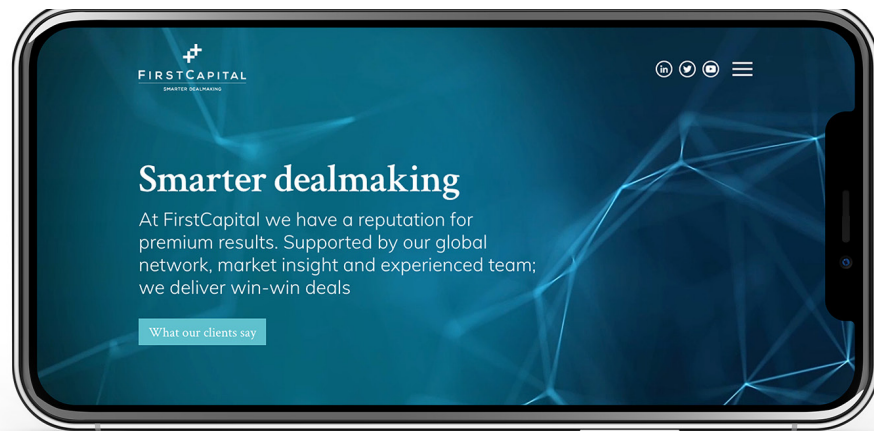 FIRSTCAPITAL
SMARTER DEALMAKING
in
Smarter dealmaking
At FirstCapital we have a reputation for
premium results. Supported by our global
network, market insight and experienced team;
we deliver win-win deals
What our clients say